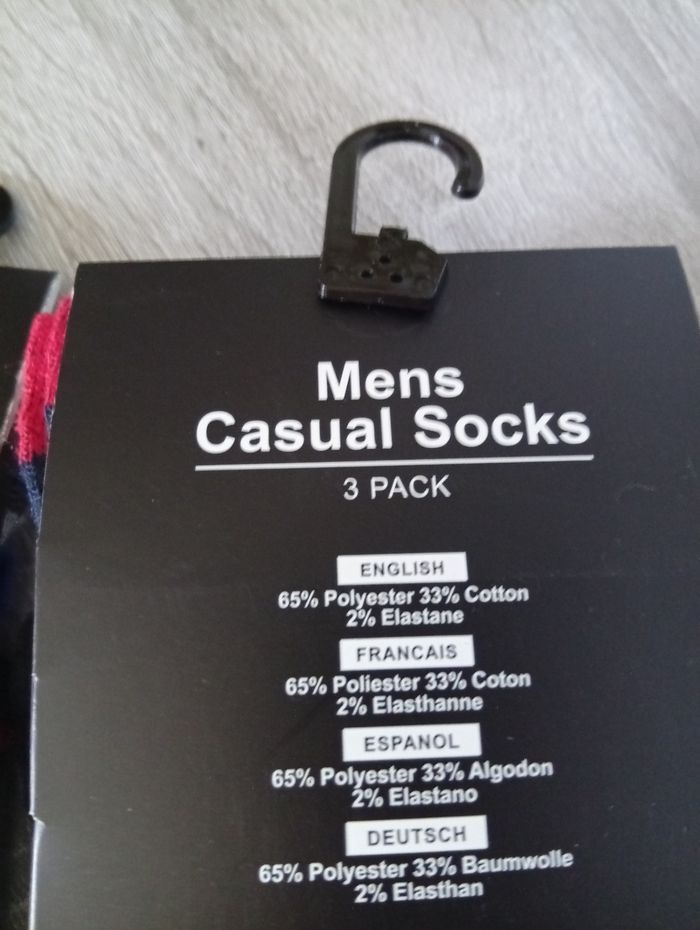 Mens
Casual Socks
3 PACK
ENGLISH
65% Polyester 33% Cotton
2% Elastane
FRANCAIS
65% Poliester 33% Coton
2% Elasthanne
ESPANOL
65% Polyester 33% Algodon
2% Elastano
DEUTSCH
65% Polyester 33% Baumwolle
2% Elasthan